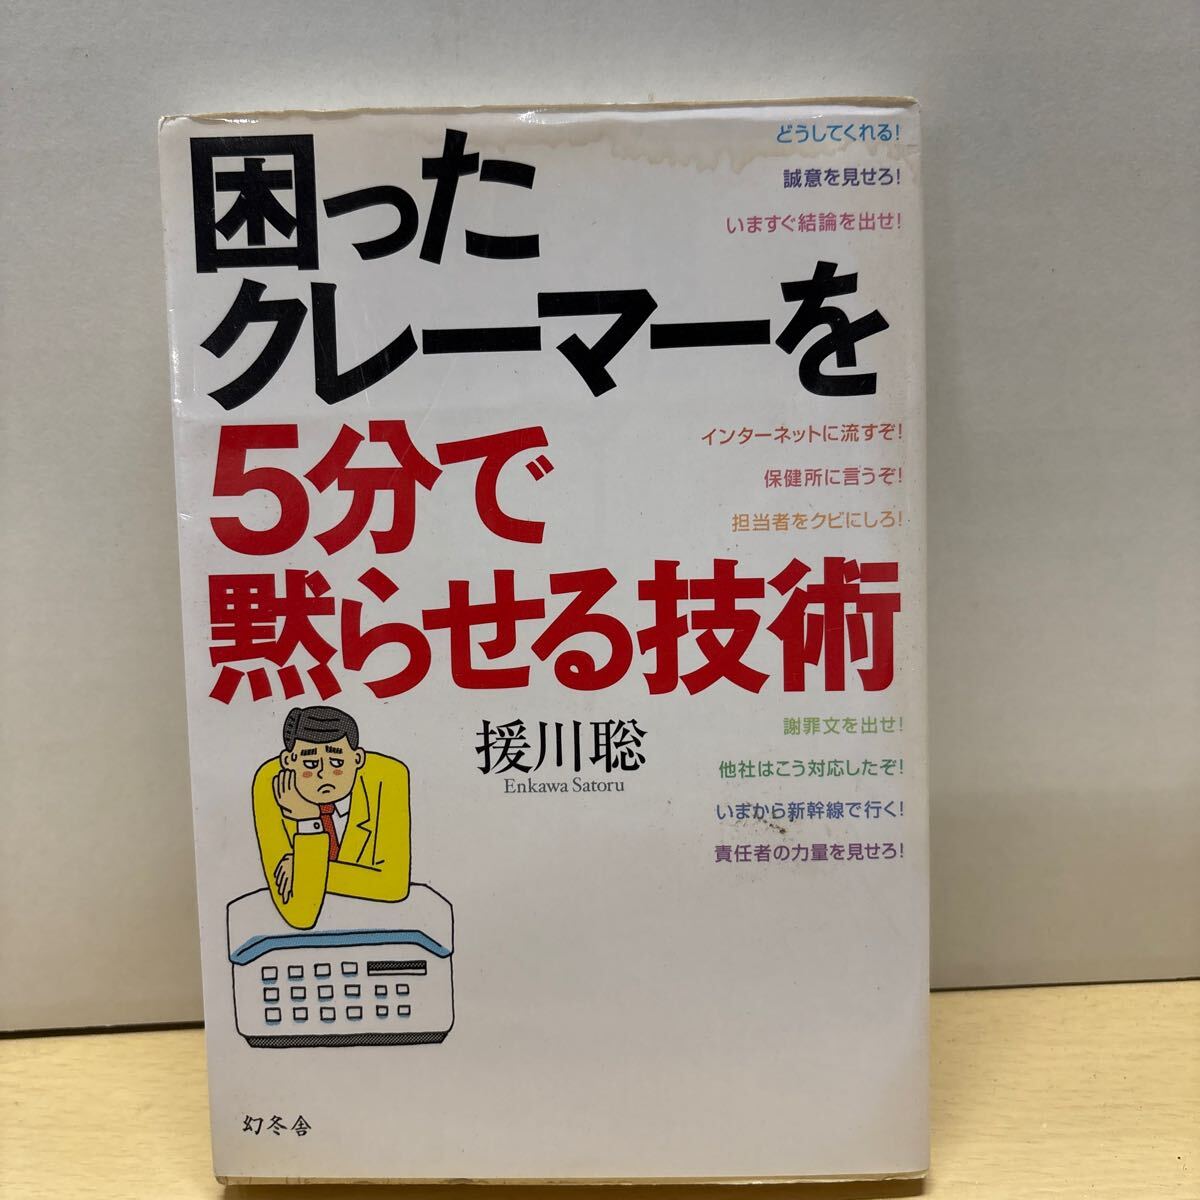 困った
クレーマーを
5分で
黙らせる技術
どうしてくれる!
誠意を見せろ!
いますぐ結論を出せ!
インターネットに流すぞ!
保健所に言うぞ!
担当者をクビにしろ!
援川聡
Enkawa Satoru
謝罪文を出せ!
他社はこう対応したぞ!
いまから新幹線で行く!
責任者の力量を見せろ!
幻冬舎